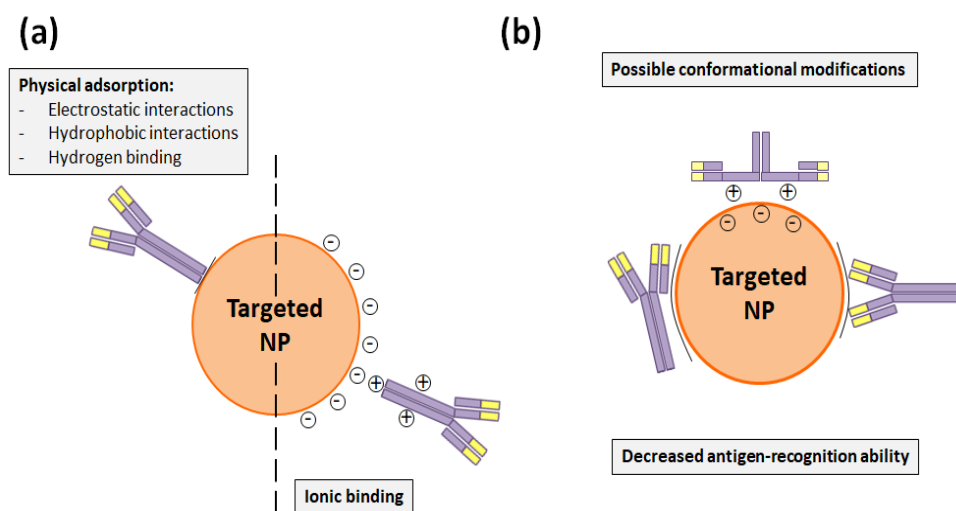 (a)
Physical adsorption:
- Electrostatic interactions
- Hydrophobic interactions
- Hydrogen binding
Targeted
NP
Ionic binding
(b)
Possible conformational modifications
Targeted
NP
Decreased antigen-recognition ability